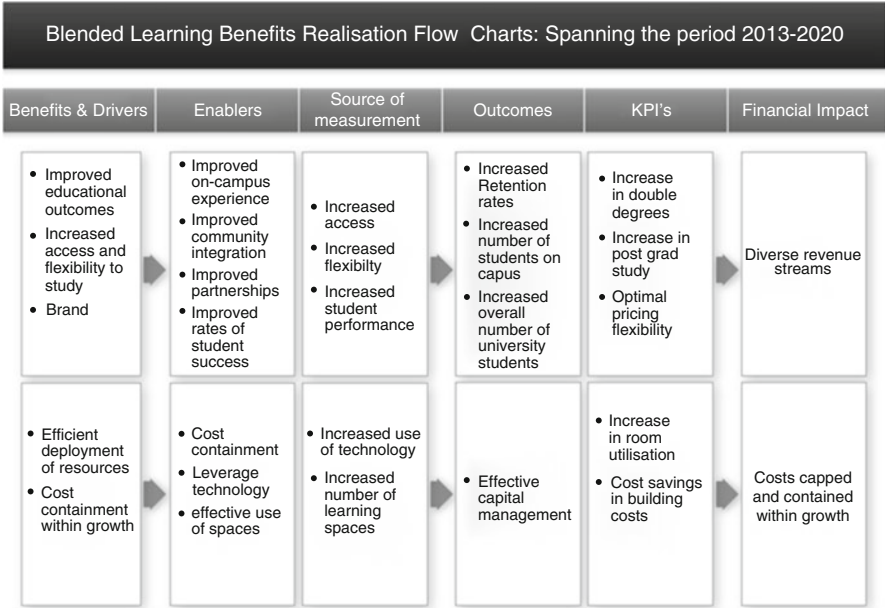 Blended Learning Benefits Realisation Flow Charts: Spanning the period 2013-2020
Benefits & Drivers
Enablers
Source of
measurement
Outcomes
KPI's
Financial Impact
• Improved
educational
outcomes
• Increased
access and
flexibility to
study
• Brand
• Improved
on-campus
experience
• Improved
community
integration
• Improved
partnerships
• Improved
rates of
student
success
• Increased
access
• Increased
flexibilty
• Increased
student
performance
• Increased
Retention
rates
• Increased
number of
students on
capus
• Increased
overall
number of
university
students
• Increase
in double
degrees
• Increase in
post grad
study
• Optimal
pricing
flexibility
Diverse revenue
streams
• Efficient
deployment
of resources
• Cost
containment
within growth
• Cost
containment
• Leverage
technology
• effective use
of spaces
• Increased use
of technology
• Increased
number of
learning
spaces
• Effective
capital
management
• Increase
in room
utilisation
• Cost savings
in building
costs
Costs capped
and contained
within growth